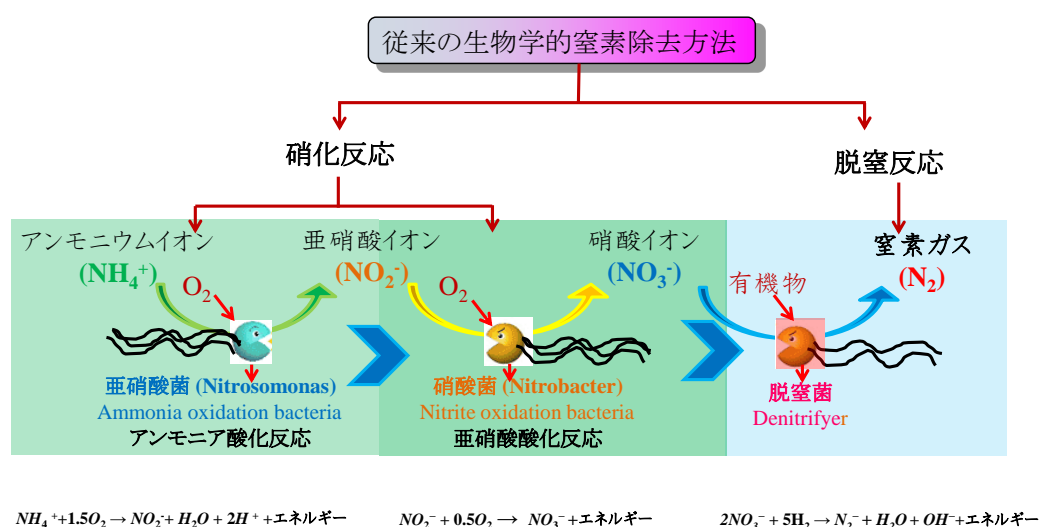 従来の生物学的窒素除去方法
硝化反応
脱窒反応
アンモニウムイオン
(NH₄⁺)
亜硝酸イオン
(NO₂⁻)
硝酸イオン
(NO₃⁻)
窒素ガス
(N₂)
O₂
O₂
有機物
亜硝酸菌 (Nitrosomonas)
Ammonia oxidation bacteria
アンモニア酸化反応
硝酸菌 (Nitrobacter)
Nitrite oxidation bacteria
亜硝酸酸化反応
脱窒菌
Denitrifyer
NH₄⁺+1.5O₂ → NO₂⁻+ H₂O + 2H⁺ +エネルギー
NO₂⁻ + 0.5O₂ → NO₃⁻ +エネルギー
2NO₃⁻ + 5H₂ → N₂⁻ + H₂O + OH⁻+エネルギー